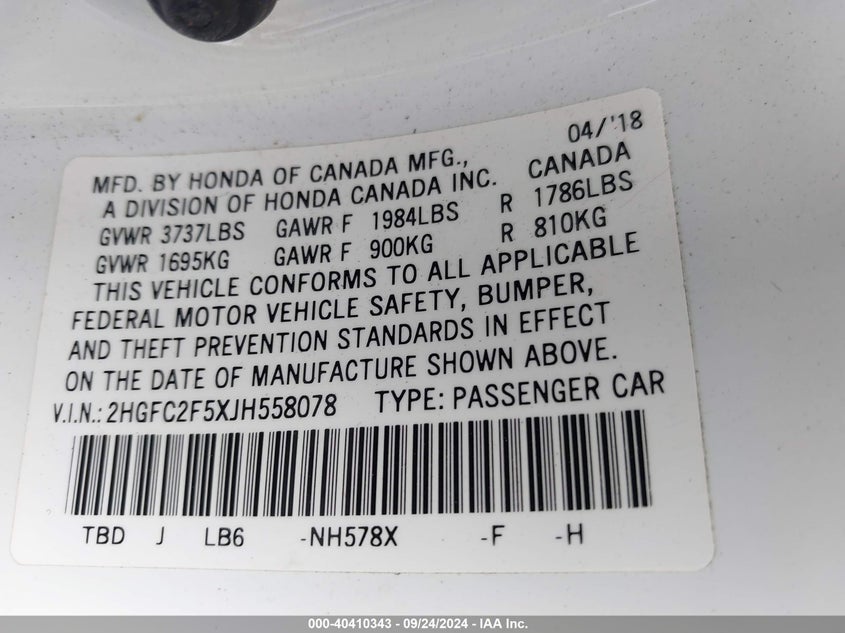 04/'18
MFD. BY HONDA OF CANADA MFG.,
A DIVISION OF HONDA CANADA INC. CANADA
GVWR 3737LBS GAWR F 1984LBS R 1786LBS
GVWR 1695KG GAWR F 900KG R 810KG
THIS VEHICLE CONFORMS TO ALL APPLICABLE
FEDERAL MOTOR VEHICLE SAFETY, BUMPER,
AND THEFT PREVENTION STANDARDS IN EFFECT
ON THE DATE OF MANUFACTURE SHOWN ABOVE.
V.I.N.: 2HGFC2F5XJH558078 TYPE: PASSENGER CAR
TBD J LB6 -NH578X -F -H
000-40410343 - 09/24/2024 - IAA Inc.